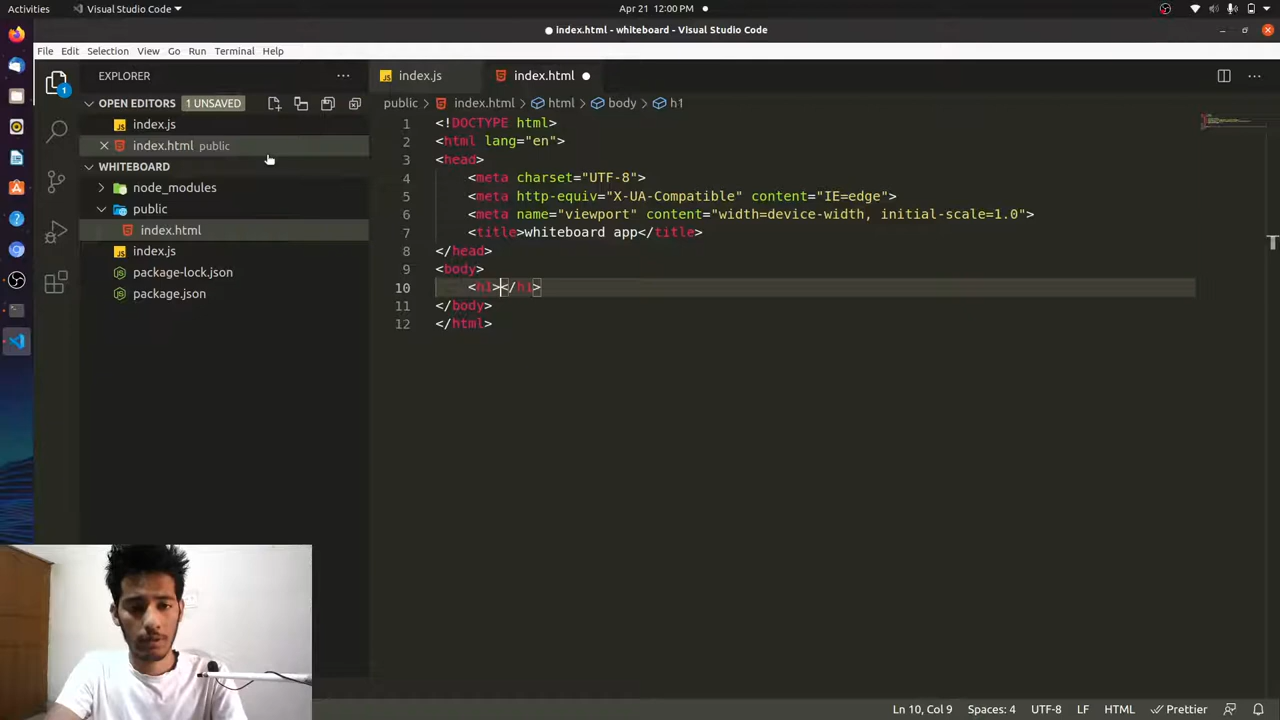 Activities
Visual Studio Code
Apr 21 12:00 PM
index.html - whiteboard - Visual Studio Code
File Edit Selection View Go Run Terminal Help
EXPLORER
OPEN EDITORS 1 UNSAVED
JS index.js
index.html public
WHITEBOARD
node_modules
public
index.html
JS index.js
package-lock.json
package.json
1
JS index.js
index.html
public index.html html body h1
1 <!DOCTYPE html>
2 <html lang="en">
3 <head>
4 <meta charset="UTF-8">
5 <meta http-equiv="X-UA-Compatible" content="IE=edge">
6 <meta name="viewport" content="width=device-width, initial-scale=1.0">
7 <title>whiteboard app</title>
8 </head>
9 <body>
10 <h1></h1>
11 </body>
12 </html>
Ln 10, Col 9 Spaces: 4 UTF-8 LF HTML Prettier